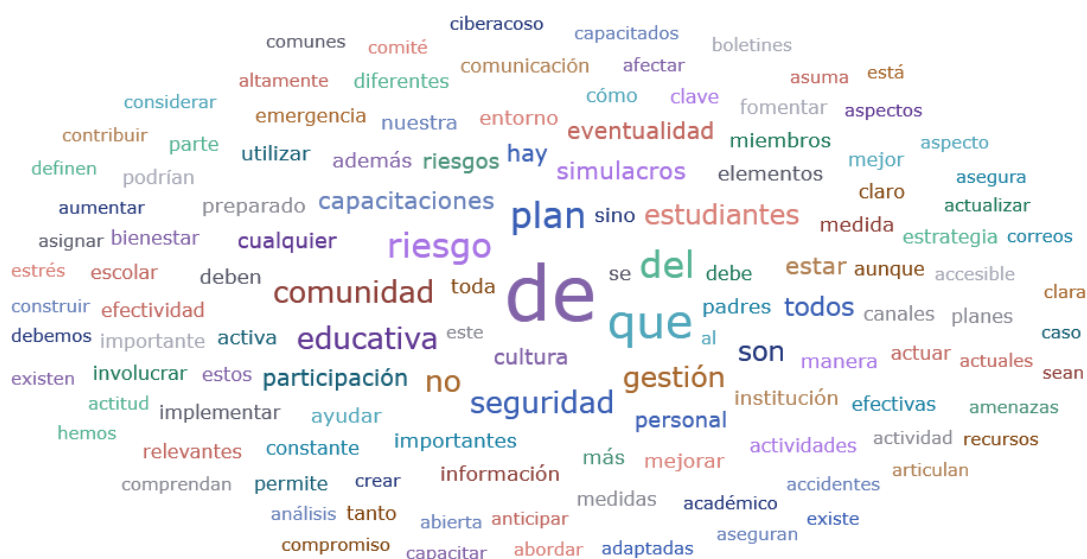 ciberacoso
comunes comité capacitados boletines
comunicación afectar
altamente diferentes asuma está
considerar cómo clave fomentar aspectos
emergencia nuestra entorno eventualidad
contribuir parte utilizar además riesgos hay miembros aspecto
definen podrían simulacros elementos mejor asegura
aumentar preparado capacitaciones plan sino estudiantes claro actualizar
asignar bienestar cualquier riesgo medida estrategia correos
estrés escolar deben se del debe estar aunque accesible
construir efectividad comunidad toda de que padres todos canales planes clara
debemos importante activa educativa este al caso
existen involucrar estos participación cultura son manera actuar actuales sean
actitud implementar ayudar no seguridad gestión institución efectivas amenazas
hemos relevantes constante importantes personal actividades actividad recursos
comprendan permite crear información más mejorar articulan
análisis tanto abierta anticipar medidas académico accidentes
compromiso capacitar abordar adaptadas aseguran existe